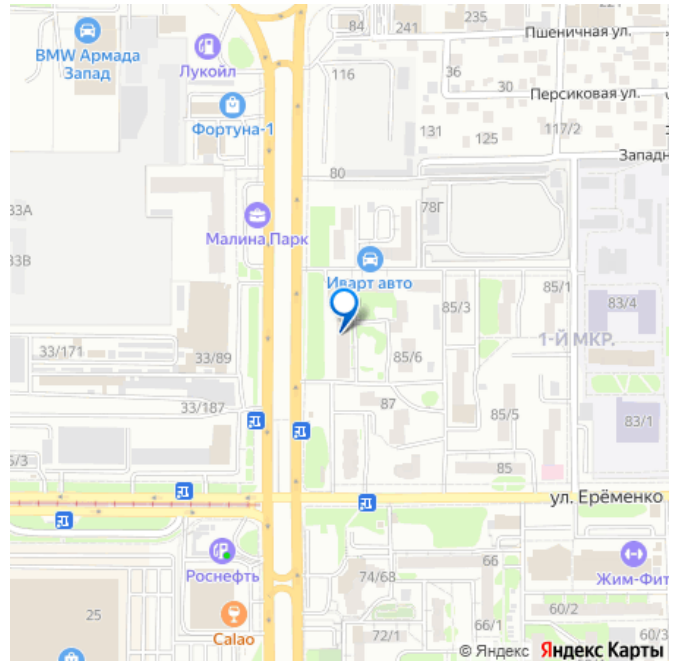 84
241
235
Пшеничная ул.
BMW Армада
Запад
Лукойл
116
36
30
Персиковая ул.
Фортуна-1
131
125
117/2
Западн
80
33А
78Г
Малина Парк
33В
Иварт авто
85/1
85/3
83/4
1-Й МКР.
33/171
33/89
85/6
33/187
87
85/5
83/1
5/3
85
ул. Ерёменко
Роснефть
66
74/68
Жим-Фит
25
60/2
Calao
72/1
66/1
60/3
© Яндекс Яндекс Карты